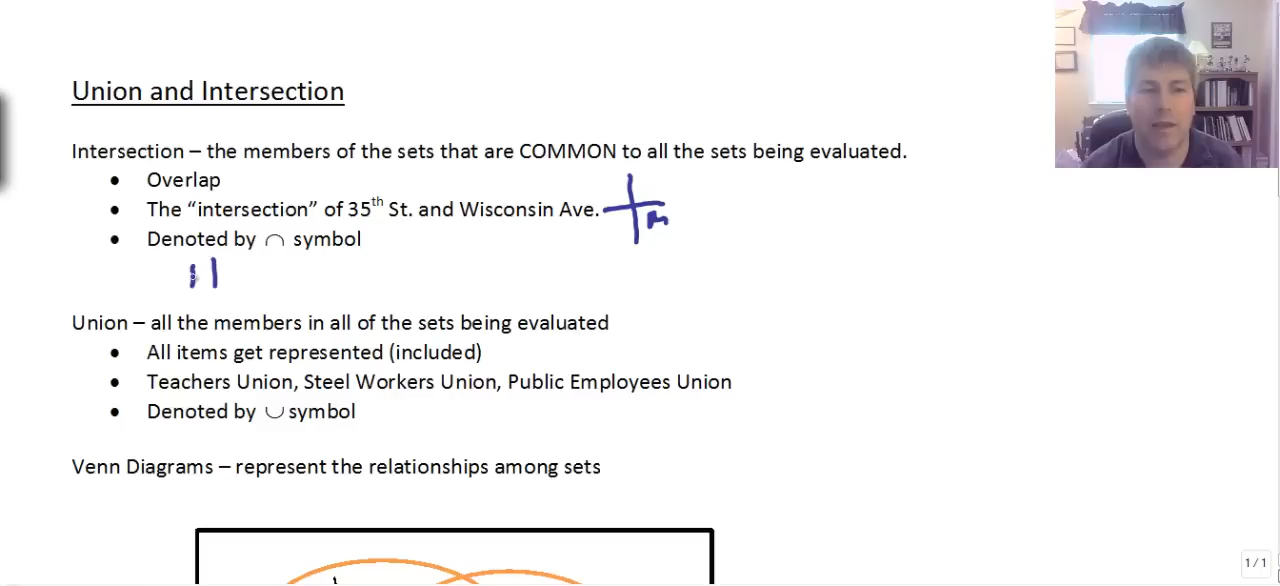 Union and Intersection
Intersection – the members of the sets that are COMMON to all the sets being evaluated.
• Overlap
• The “intersection” of 35th St. and Wisconsin Ave.
• Denoted by ∩ symbol
Union – all the members in all of the sets being evaluated
• All items get represented (included)
• Teachers Union, Steel Workers Union, Public Employees Union
• Denoted by ∪ symbol
Venn Diagrams – represent the relationships among sets
1/1